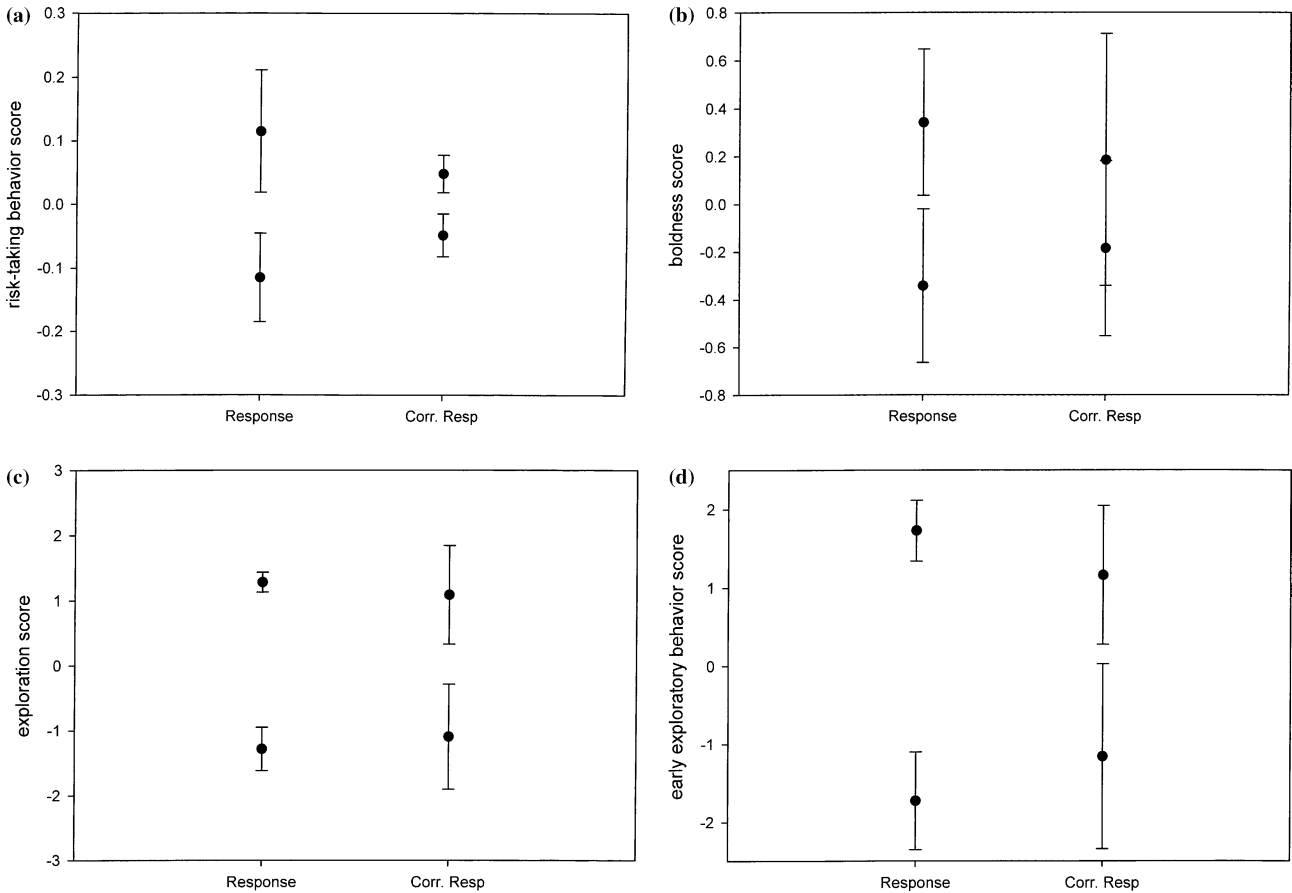 (a)
risk-taking behavior score
0.3
0.2
0.1
0.0
-0.1
-0.2
-0.3
Response
Corr. Resp
(b)
boldness score
0.8
0.6
0.4
0.2
0.0
-0.2
-0.4
-0.6
-0.8
Response
Corr. Resp
(c)
exploration score
3
2
1
0
-1
-2
-3
Response
Corr. Resp
(d)
early exploratory behavior score
2
1
0
-1
-2
Response
Corr. Resp